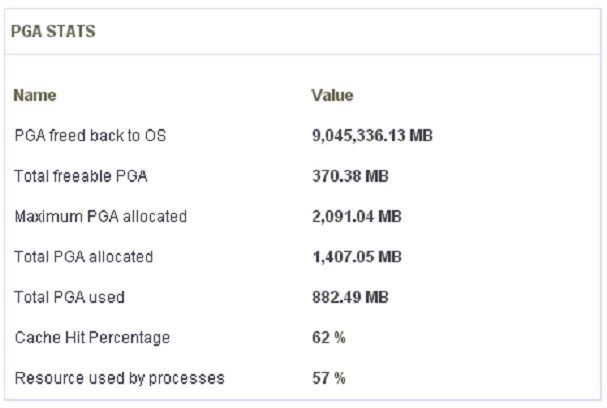 PGA STATS
Name Value
PGA freed back to OS 9,045,336.13 MB
Total freeable PGA 370.38 MB
Maximum PGA allocated 2,091.04 MB
Total PGA allocated 1,407.05 MB
Total PGA used 882.49 MB
Cache Hit Percentage 62 %
Resource used by processes 57 %